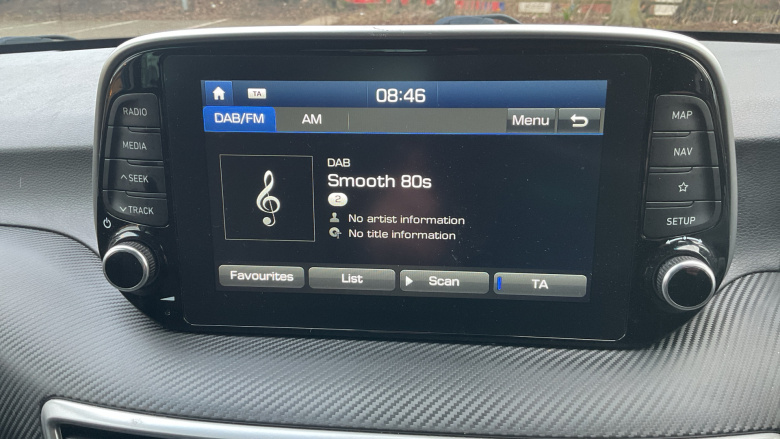 TA
08:46
DAB/FM
AM
Menu
DAB
Smooth 80s
2
No artist information
No title information
Favourites
List
Scan
TA
RADIO
MEDIA
SEEK
TRACK
MAP
NAV
SETUP